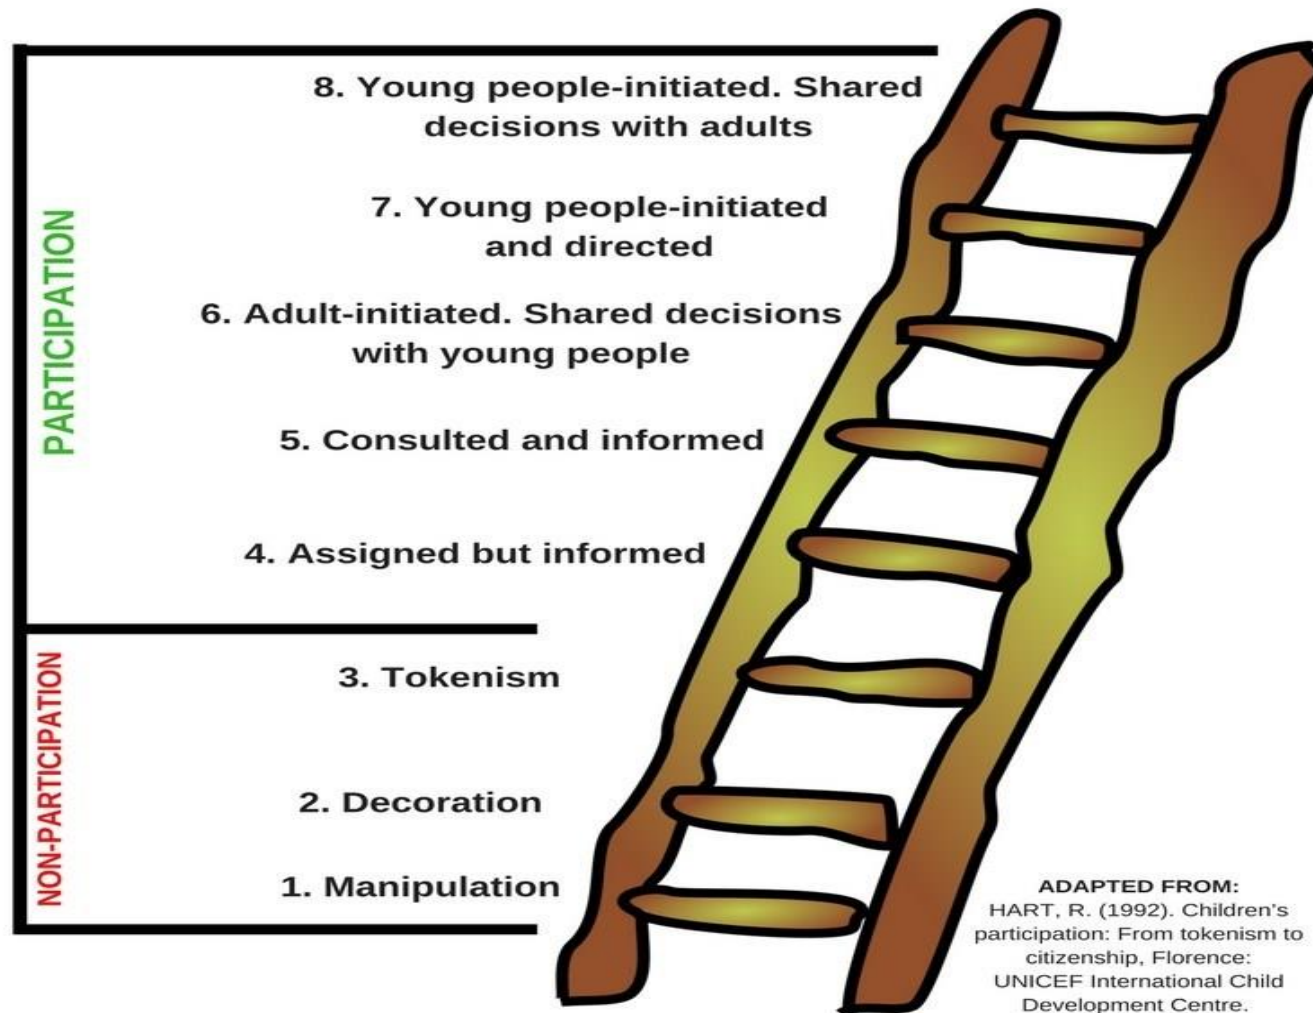 8. Young people-initiated. Shared
decisions with adults
7. Young people-initiated
and directed
6. Adult-initiated. Shared decisions
with young people
5. Consulted and informed
4. Assigned but informed
PARTICIPATION
3. Tokenism
2. Decoration
1. Manipulation
NON-PARTICIPATION
ADAPTED FROM:
HART, R. (1992). Children's
participation: From tokenism to
citizenship, Florence:
UNICEF International Child
Development Centre.